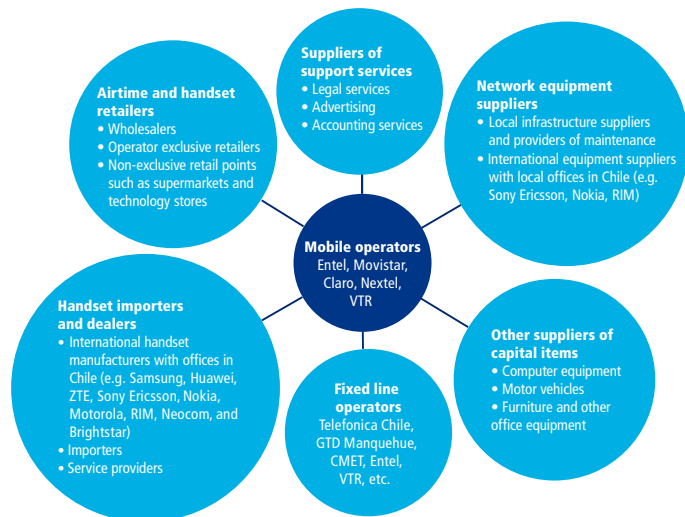 Suppliers of
support services
• Legal services
• Advertising
• Accounting services
Airtime and handset
retailers
• Wholesalers
• Operator exclusive retailers
• Non-exclusive retail points
such as supermarkets and
technology stores
Network equipment
suppliers
• Local infrastructure suppliers
and providers of maintenance
• International equipment suppliers
with local offices in Chile (e.g.
Sony Ericsson, Nokia, RIM)
Mobile operators
Entel, Movistar,
Claro, Nextel,
VTR
Handset importers
and dealers
• International handset
manufacturers with offices in
Chile (e.g. Samsung, Huawei,
ZTE, Sony Ericsson, Nokia,
Motorola, RIM, Neocom, and
Brightstar)
• Importers
• Service providers
Fixed line
operators
Telefonica Chile,
GTD Manquehue,
CMET, Entel,
VTR, etc.
Other suppliers of
capital items
• Computer equipment
• Motor vehicles
• Furniture and other
office equipment